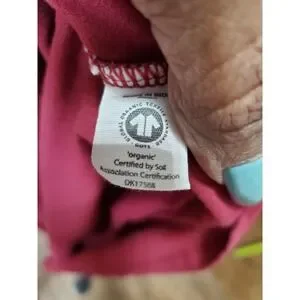 GLOBAL ORGANIC TEXTILE STANDARD
GOTS
'organic'
Certified by Soil
Association Certification
DK17508